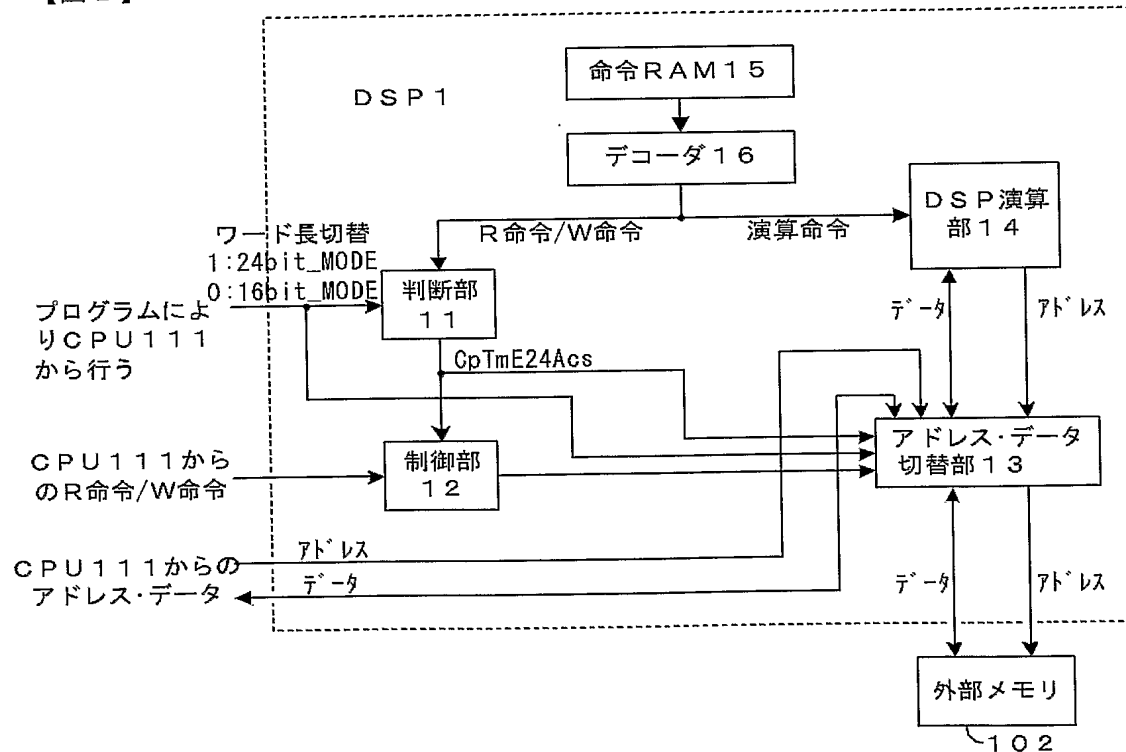 DSP1
命令RAM15
デコーダ16
DSP演算
部14
R命令/W命令
演算命令
ワード長切替
1:24bit_MODE
0:16bit_MODE
判断部
11
プログラムによ
りCPU111
から行う
データ
アドレス
CpTmE24Acs
アドレス・データ
切替部13
制御部
12
CPU111から
のR命令/W命令
アドレス
CPU111からの
アドレス・データ
データ
データ
アドレス
外部メモリ
102